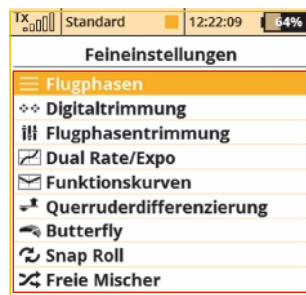 Tx Standard 12:22:09 64%
Feineinstellungen
Flugphasen
Digitaltrimmung
Flugphasentrimmung
Dual Rate/Expo
Funktionskurven
Querruderdifferenzierung
Butterfly
Snap Roll
Freie Mischer